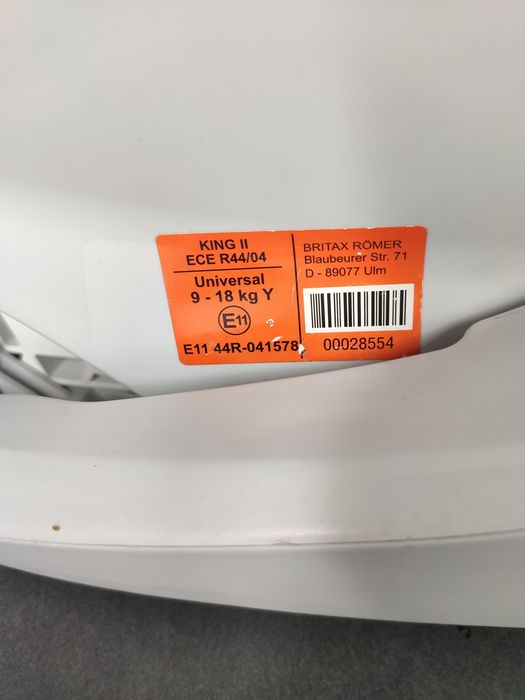 KING II
ECE R44/04
Universal
9 - 18 kg Y
E11
E11 44R-041578
BRITAX RÖMER
Blaubeurer Str. 71
D - 89077 Ulm
00028554